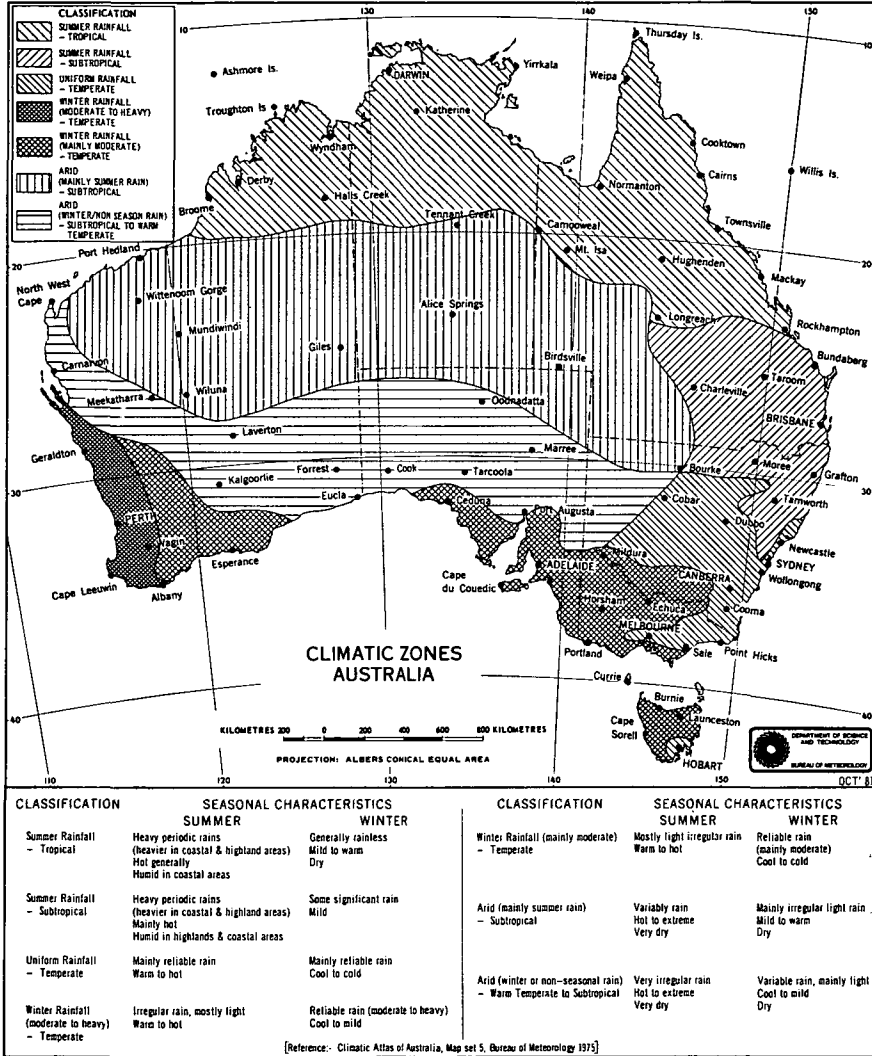 CLASSIFICATION
SUMMER RAINFALL
– TROPICAL
SUMMER RAINFALL
– SUBTROPICAL
UNIFORM RAINFALL
– TEMPERATE
WINTER RAINFALL
(MODERATE TO HEAVY)
– TEMPERATE
WINTER RAINFALL
(MAINLY MODERATE)
– TEMPERATE
ARID
(MAINLY SUMMER RAIN)
– SUBTROPICAL
ARID
(WINTER/NON SEASON RAIN)
– SUBTROPICAL TO WARM
TEMPERATE
130
140
150
10
10
Thursday Is.
Yirrkala
Ashmore Is.
DARWIN
Weipa
Troughton Is
Katherine
Cooktown
Wyndham
Willis Is.
Cairns
Derby
Normanton
Halls Creek
Broome
Townsville
Tennant Creek
Camooweal
Port Hedland
Mt. Isa
20
20
Hughenden
North West
Cape
Mackay
Wittenoom Gorge
Alice Springs
Longreach
Rockhampton
Mundiwindi
Giles
Birdsville
Bundaberg
Carnarvon
Taroom
Charleville
Wiluna
Meekatharra
Oodnadatta
BRISBANE
Laverton
Marree
Geraldton
Forrest
Cook
Tarcoola
Bourke
Moree
Grafton
Kalgoorlie
30
30
Eucla
Ceduna
Port Augusta
Cobar
Tamworth
PERTH
Dubbo
Wagin
Newcastle
Mildura
SYDNEY
Esperance
ADELAIDE
CANBERRA
Wollongong
Cape Leeuwin
Albany
Cape
du Couedic
Horsham
Echuca
Cooma
MELBOURNE
Portland
Sale
Point Hicks
CLIMATIC ZONES
AUSTRALIA
Currie
Burnie
Launceston
Cape
Sorell
HOBART
40
40
KILOMETRES 200 0 200 400 600 800 KILOMETRES
PROJECTION: ALBERS CONICAL EQUAL AREA
DEPARTMENT OF SCIENCE
AND TECHNOLOGY
BUREAU OF METEOROLOGY
110
120
130
140
150
OCT' 81
CLASSIFICATION SEASONAL CHARACTERISTICS
SUMMER WINTER
Summer Rainfall Heavy periodic rains Generally rainless
– Tropical (heavier in coastal & highland areas) Mild to warm
Hot generally Dry
Humid in coastal areas
Summer Rainfall Heavy periodic rains Some significant rain
– Subtropical (heavier in coastal & highland areas) Mild
Mainly hot
Humid in highlands & coastal areas
Uniform Rainfall Mainly reliable rain Mainly reliable rain
– Temperate Warm to hot Cool to cold
Winter Rainfall Irregular rain, mostly light Reliable rain (moderate to heavy)
(moderate to heavy) Warm to hot Cool to mild
– Temperate
CLASSIFICATION SEASONAL CHARACTERISTICS
SUMMER WINTER
Winter Rainfall (mainly moderate) Mostly light irregular rain Reliable rain
– Temperate Warm to hot (mainly moderate)
Cool to cold
Arid (mainly summer rain) Variably rain Mainly irregular light rain
– Subtropical Hot to extreme Mild to warm
Very dry Dry
Arid (winter or non-seasonal rain) Very irregular rain Variable rain, mainly light
– Warm Temperate to Subtropical Hot to extreme Cool to mild
Very dry Dry
[Reference:- Climatic Atlas of Australia, Map set 5, Bureau of Meteorology 1975]